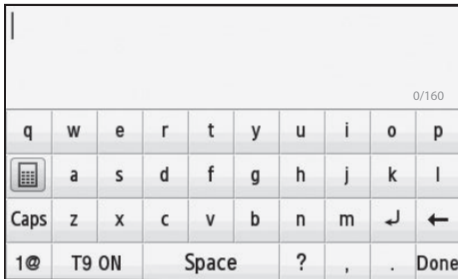 0/160
q w e r t y u i o p
a s d f g h j k l
Caps z x c v b n m
1@ T9 ON Space ? , . Done